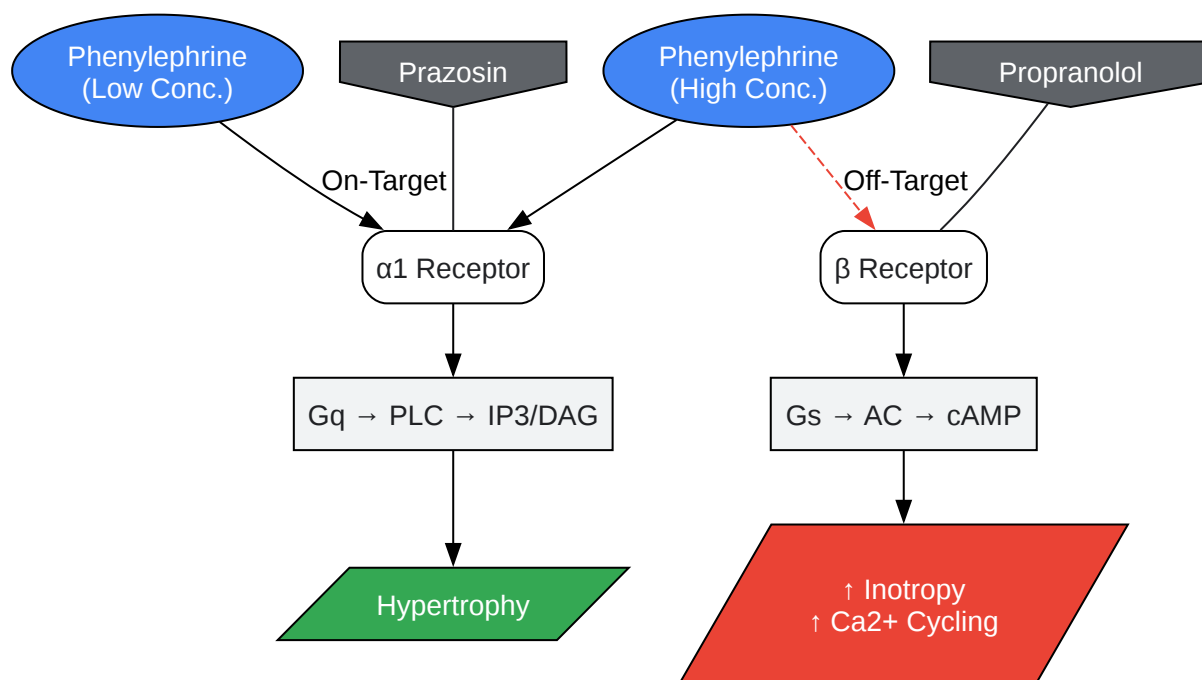 Phenylephrine
(Low Conc.)
Prazosin
Phenylephrine
(High Conc.)
Propranolol
On-Target
Off-Target
α1 Receptor
β Receptor
Gq → PLC → IP3/DAG
Gs → AC → cAMP
Hypertrophy
↑ Inotropy
↑ Ca2+ Cycling